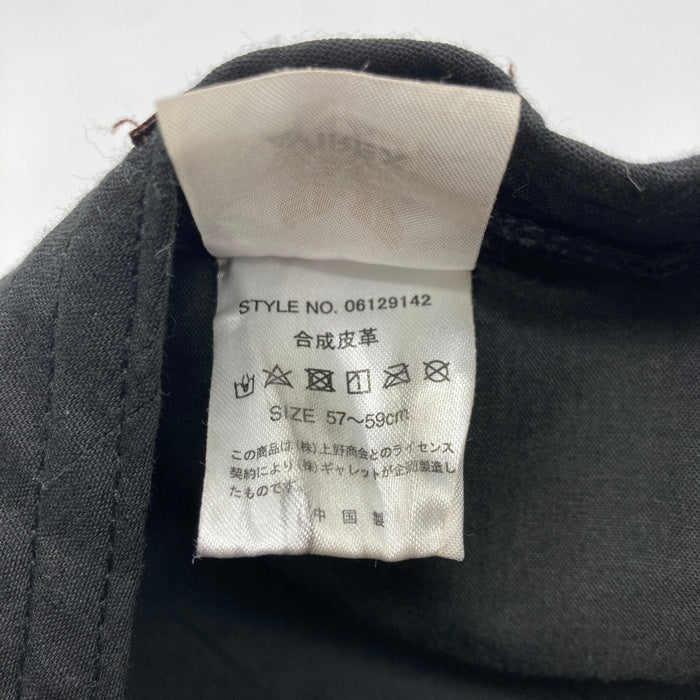 STYLE NO. 06129142
合成皮革
SIZE 57〜59cm
この商品は、(株)上野商会とのライセンス
契約により(株)ギャレットが企画製造し
たものです。
中国製